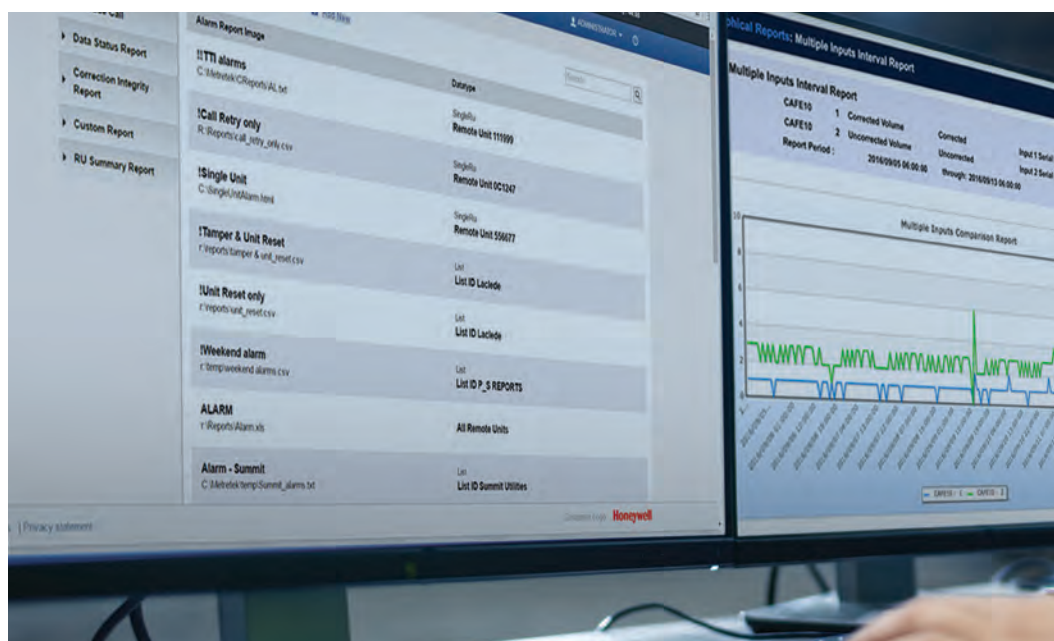 Call
Data Status Report
Correction Integrity
Report
Custom Report
RU Summary Report
Add New
ADMINISTRATOR
Alarm Report Image
Datatype
Search
!!TTI alarms
C:\Metretek\CReports\AL.txt
SingleRu
Remote Unit 111999
!Call Retry only
R:\Reports\call_retry_only.csv
SingleRu
Remote Unit 0C1247
!Single Unit
C:\SingleUnitAlarm.html
SingleRu
Remote Unit 556677
!Tamper & Unit Reset
r:\reports\tamper & unit_reset.csv
List
List ID Laclede
!Unit Reset only
r:\reports\unit_reset.csv
List
List ID Laclede
!Weekend alarm
r:\temp\weekend alarms.csv
List
List ID P_S REPORTS
ALARM
r:\Reports\Alarm.xls
All Remote Units
Alarm - Summit
C:\Metretek\temp\Summit_alarms.txt
List
List ID Summit Utilities
| Privacy statement
Honeywell
phical Reports: Multiple Inputs Interval Report
Multiple Inputs Interval Report
CAFE10 1 Corrected Volume Corrected Input 1 Serial
CAFE10 2 Uncorrected Volume Uncorrected Input 2 Serial
Report Period : 2016/09/05 06:00:00 through: 2016/09/13 06:00:00
Multiple Inputs Comparison Report
10
8
6
4
2
0
CAFE10 : 1 CAFE10 : 2